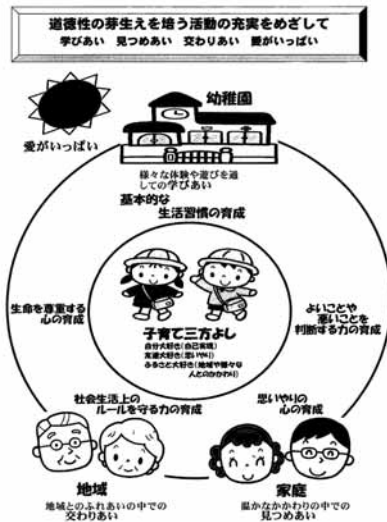 道徳性の芽生えを培う活動の充実をめざして
学びあい 見つめあい 交わりあい 愛がいっぱい
幼稚園
愛がいっぱい
様々な体験や遊びを通
しての学びあい
基本的な
生活習慣の育成
生命を尊重する
心の育成
よいことや
悪いことを
判断する力の育成
子育て三方よし
自分大好き(自己実現)
友達大好き(思いやり)
ふるさと大好き(地域や様々な
人とのかかわり)
社会生活上の
ルールを守る力の育成
思いやりの
心の育成
地域
地域とのふれあいの中での
交わりあい
家庭
温かなかかわりの中での
見つめあい